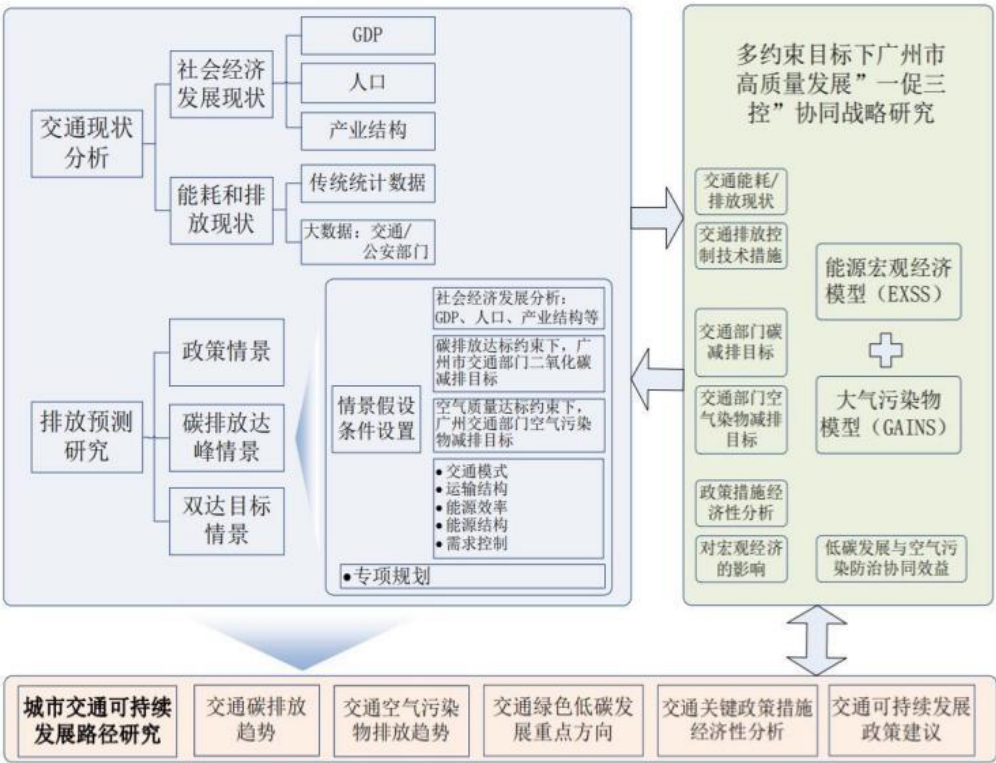 交通现状
分析
社会经济
发展现状
GDP
人口
产业结构
能耗和排
放现状
传统统计数据
大数据：交通/
公安部门
排放预测
研究
政策情景
碳排放达
峰情景
双达目标
情景
情景假设
条件设置
社会经济发展分析：
GDP、人口、产业结构等
碳排放达标约束下，广
州市交通部门二氧化碳
减排目标
空气质量达标约束下，
广州交通部门空气污染
物减排目标
●交通模式
●运输结构
●能源效率
●能源结构
●需求控制
●专项规划
多约束目标下广州市
高质量发展”一促三
控”协同战略研究
交通能耗/
排放现状
交通排放控
制技术措施
交通部门碳
减排目标
交通部门空
气染物减排
目标
政策措施经
济性分析
对宏观经济
的影响
能源宏观经济
模型（EXSS）
大气污染物
模型（GAINS）
低碳发展与空气污
染防治协同效益
城市交通可持续
发展路径研究
交通碳排放
趋势
交通空气污染
物排放趋势
交通绿色低碳发
展重点方向
交通关键政策措施
经济性分析
交通可持续发展
政策建议